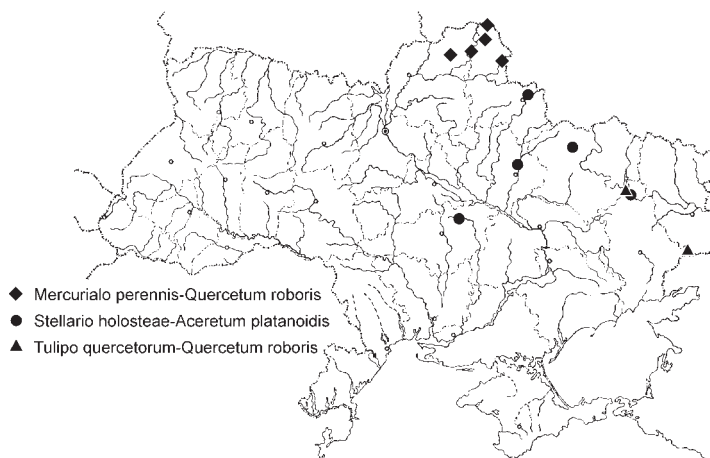 Mercurialo perennis-Quercetum roboris
Stellario holosteae-Aceretum platanoidis
Tulipo quercetorum-Quercetum roboris